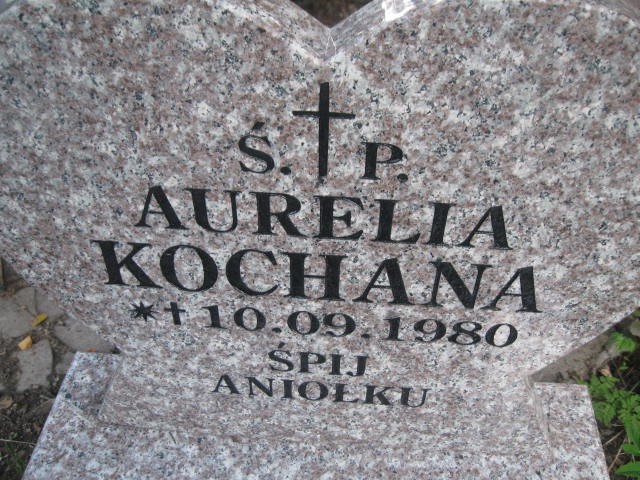 Ś. † P.
AURELIA
KOCHANA
*† 10.09.1980
ŚPIJ
ANIOŁKU